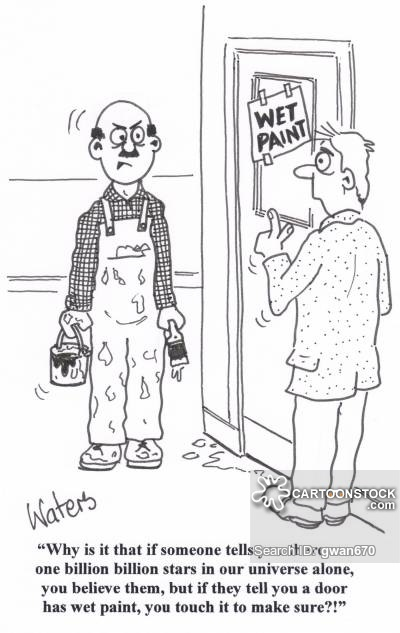 WET
PAINT
Waters
CARTOONSTOCK
.com
Search ID: gwan670
“Why is it that if someone tells
one billion billion stars in our universe alone,
you believe them, but if they tell you a door
has wet paint, you touch it to make sure?!”